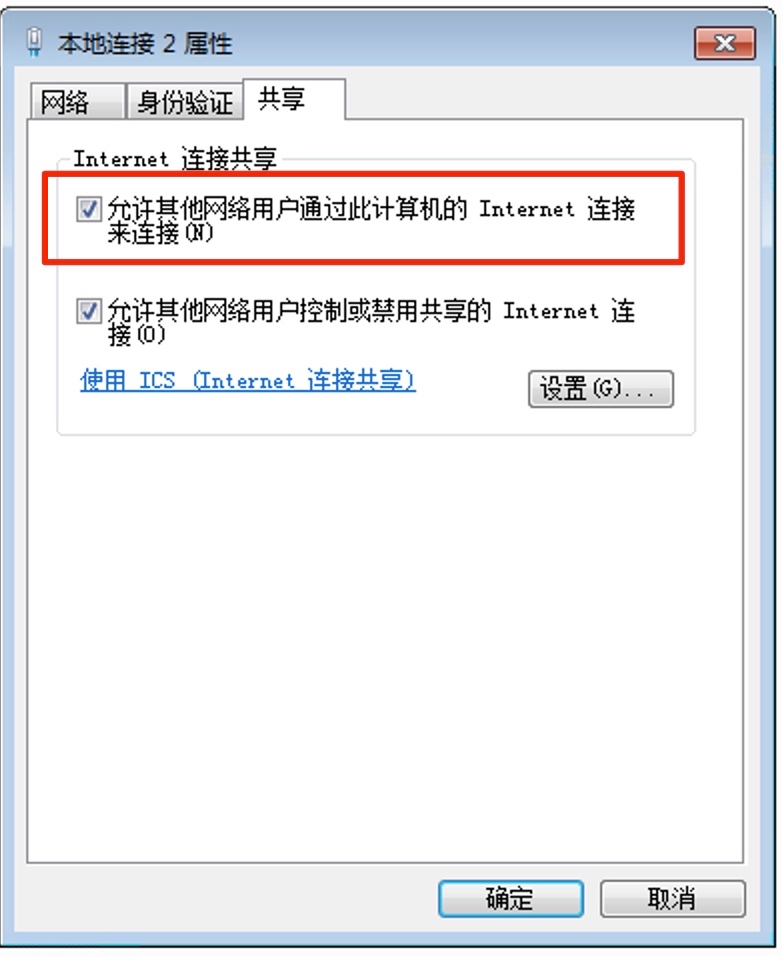 本地连接 2 属性
网络 身份验证 共享
Internet 连接共享
允许其他网络用户通过此计算机的 Internet 连接
来连接(N)
允许其他网络用户控制或禁用共享的 Internet 连
接(O)
使用 ICS (Internet 连接共享)
设置(G)...
确定 取消